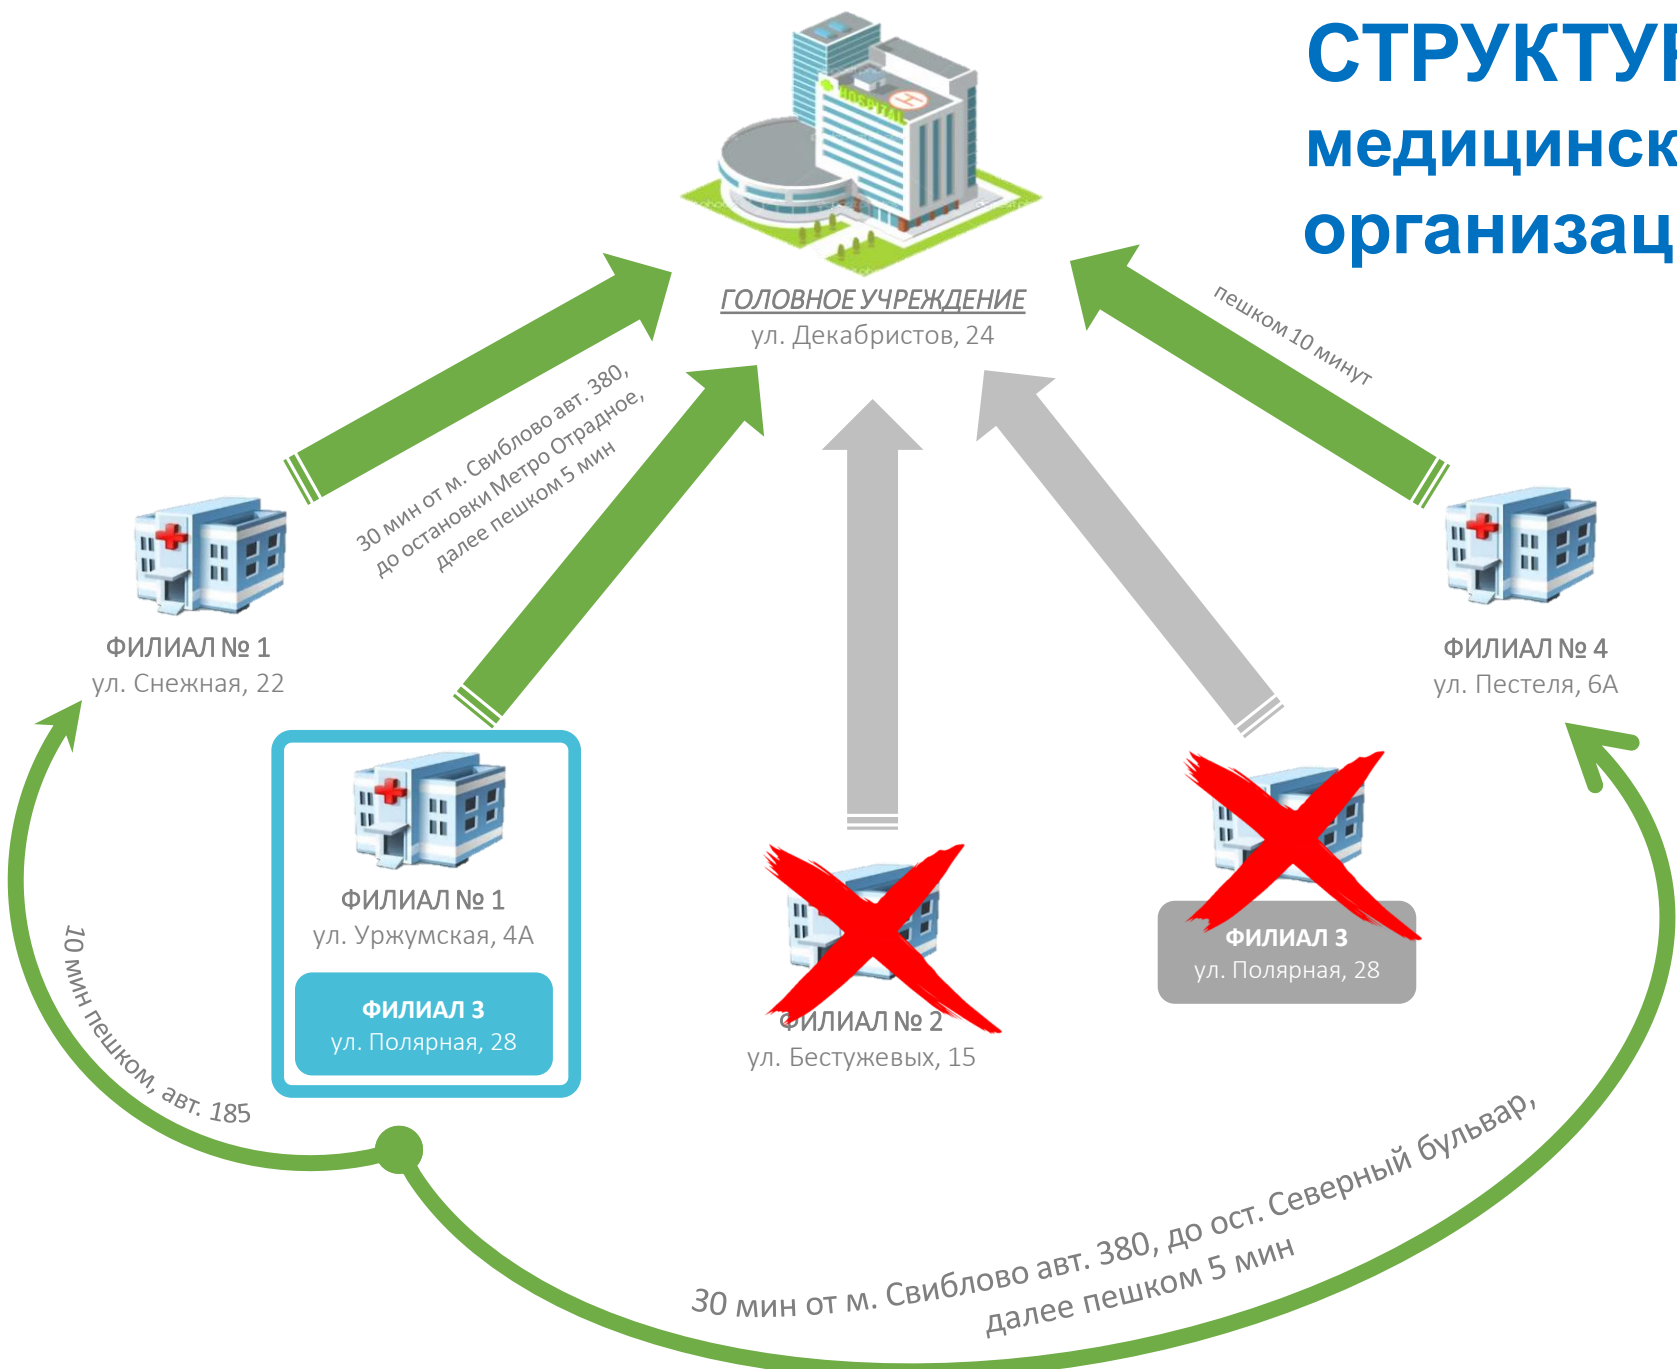 СТРУКТУР
медицинск
организац
HOSPITAL
H
ГОЛОВНОЕ УЧРЕЖДЕНИЕ
ул. Декабристов, 24
30 мин от м. Свиблово авт. 380,
до остановки Метро Отрадное,
далее пешком 5 мин
пешком 10 минут
ФИЛИАЛ № 1
ул. Снежная, 22
ФИЛИАЛ № 4
ул. Пестеля, 6А
ФИЛИАЛ № 1
ул. Уржумская, 4А
ФИЛИАЛ 3
ул. Полярная, 28
ФИЛИАЛ № 2
ул. Бестужевых, 15
ФИЛИАЛ 3
ул. Полярная, 28
10 мин пешком, авт. 185
30 мин от м. Свиблово авт. 380, до ост. Северный бульвар,
далее пешком 5 мин